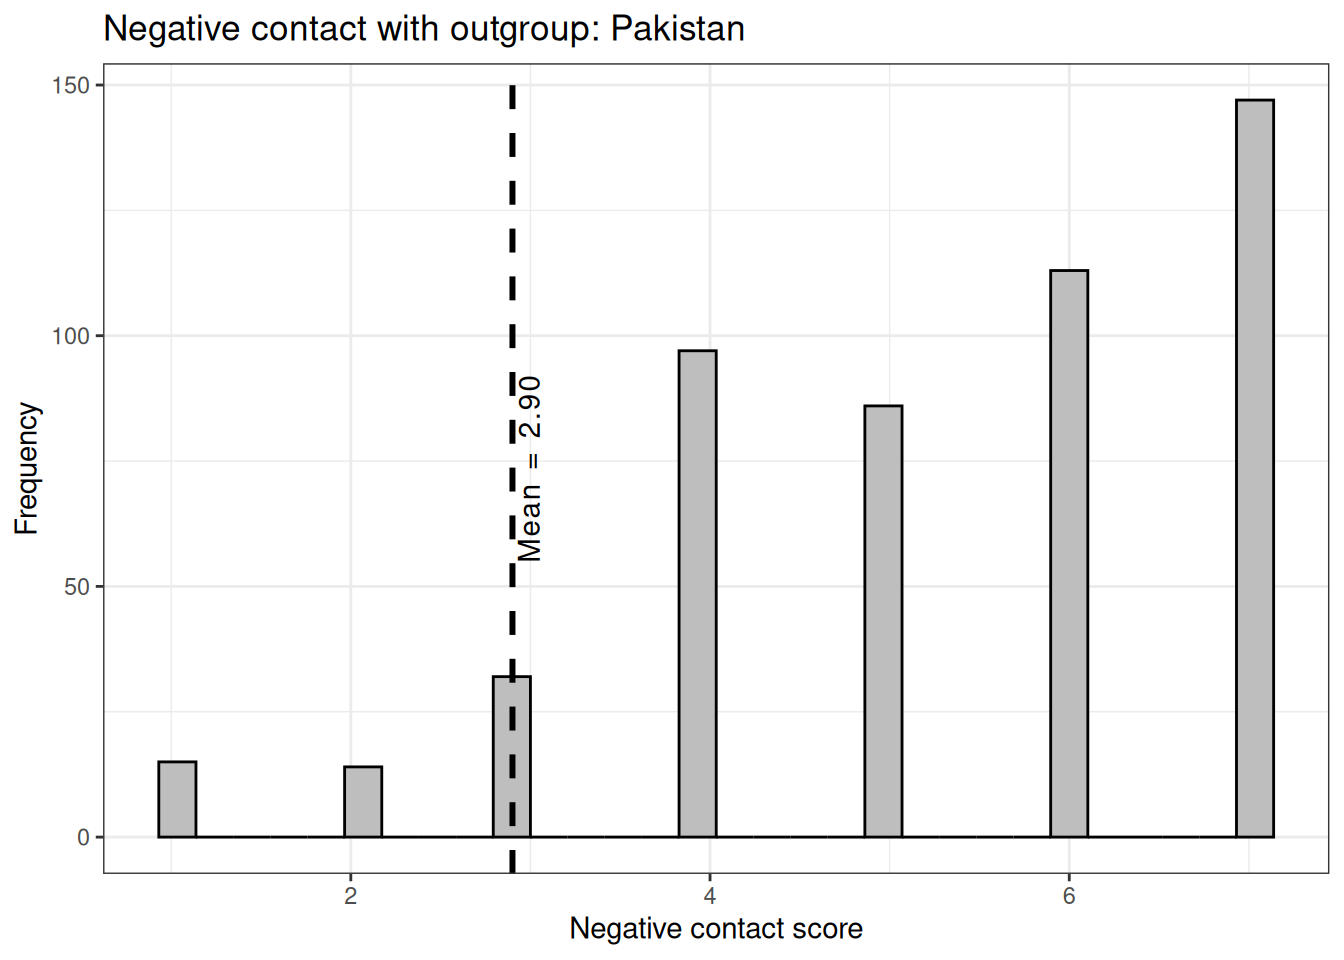 Negative contact with outgroup: Pakistan
150
100
50
0
Frequency
Mean = 2.90
2
4
6
Negative contact score